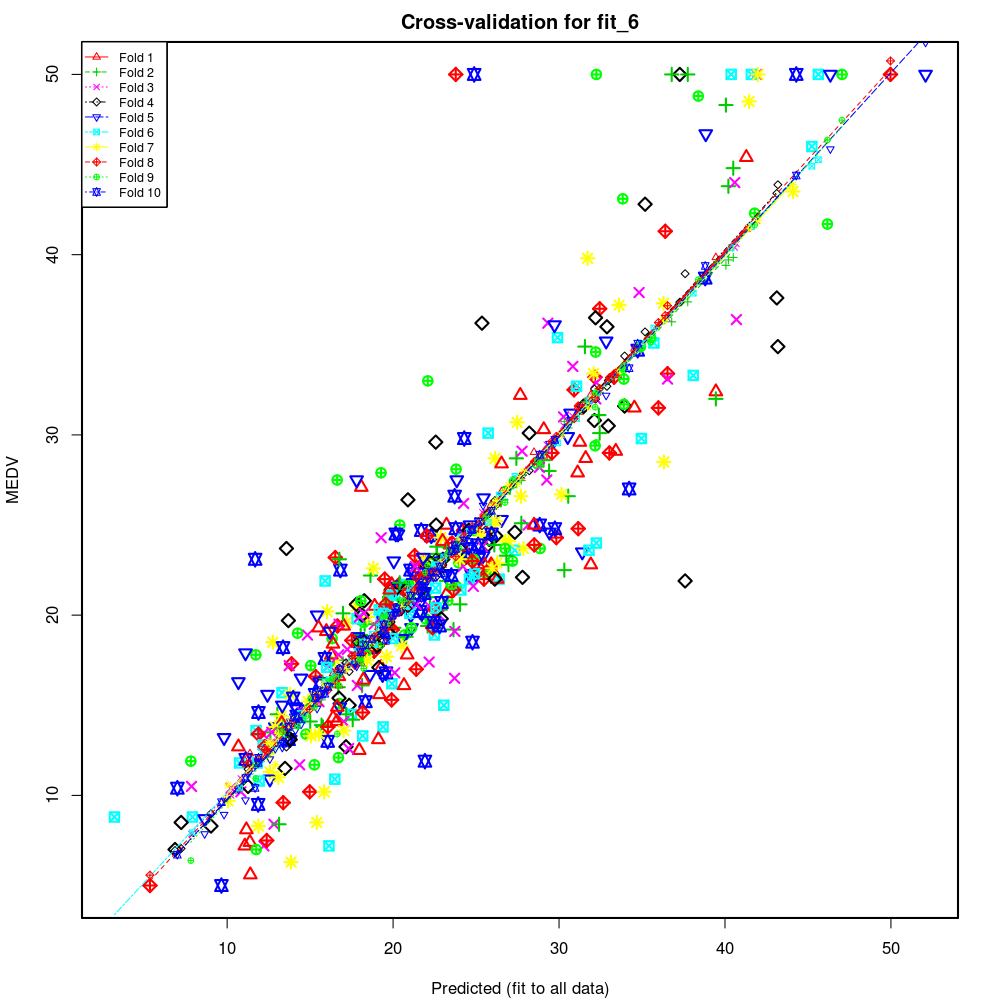 Cross-validation for fit_6
Fold 1
Fold 2
Fold 3
Fold 4
Fold 5
Fold 6
Fold 7
Fold 8
Fold 9
Fold 10
MEDV
50
40
30
20
10
10 20 30 40 50
Predicted (fit to all data)